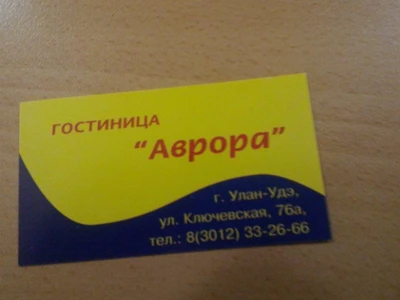 ГОСТИНИЦА
"Аврора"
г. Улан-Удэ,
ул. Ключевская, 76а,
тел.: 8(3012) 33-26-66